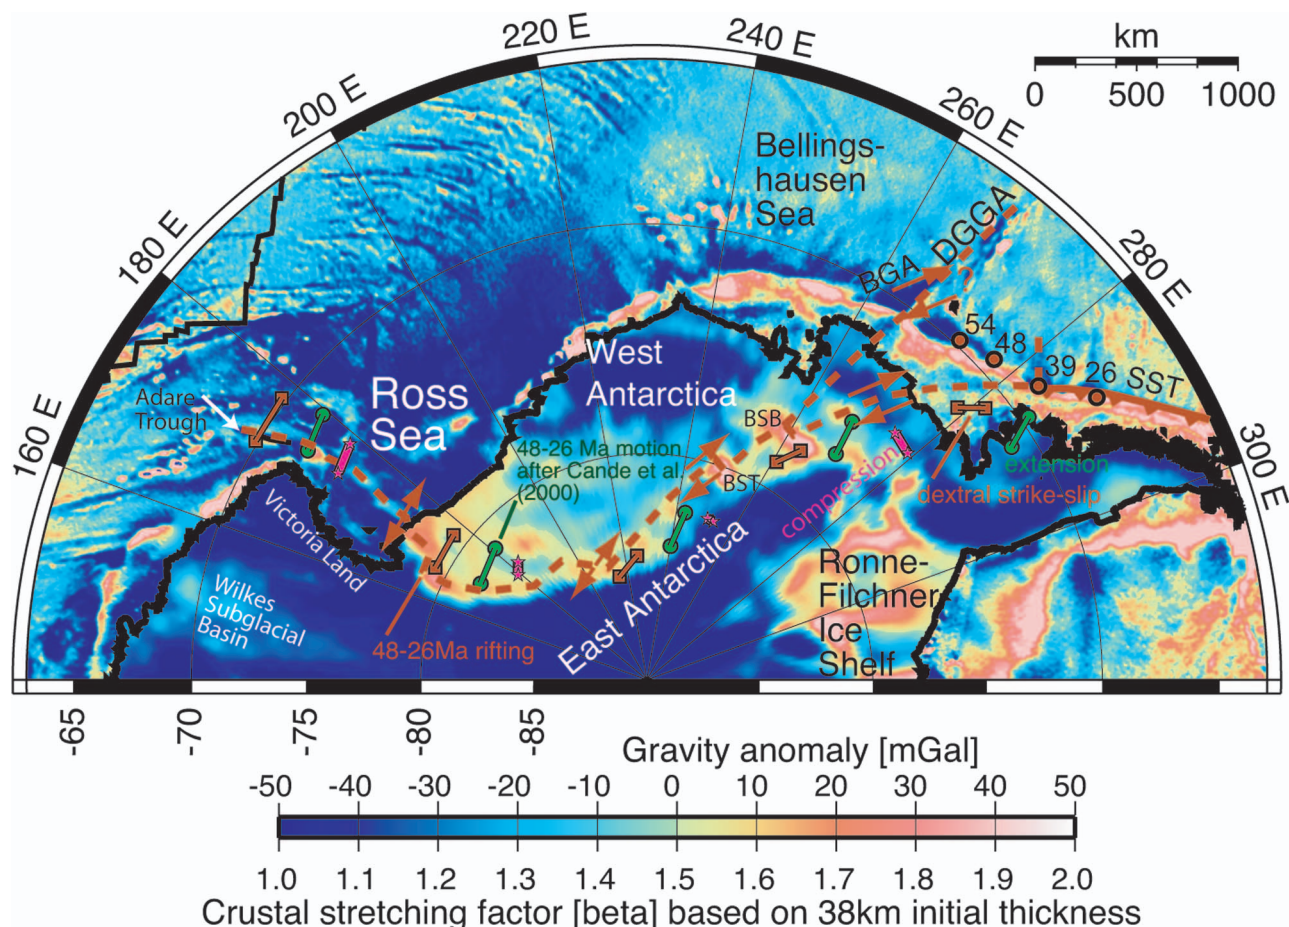 220 E
240 E
km
0 500 1000
200 E
260 E
Bellings-
hausen
Sea
180 E
DGGA
280 E
BGA
54
48
39
26
SST
West
Antarctica
Ross
Sea
Adare
Trough
160 E
BSB
300 E
48-26 Ma motion
after Cande et al.
(2000)
BST
extension
compression
dextral strike-slip
Victoria Land
Wilkes
Subglacial
Basin
East Antarctica
Ronne-
Filchner
Ice
Shelf
48-26Ma rifting
-65
-70
-75
-80
-85
Gravity anomaly [mGal]
-50 -40 -30 -20 -10 0 10 20 30 40 50
1.0 1.1 1.2 1.3 1.4 1.5 1.6 1.7 1.8 1.9 2.0
Crustal stretching factor [beta] based on 38km initial thickness